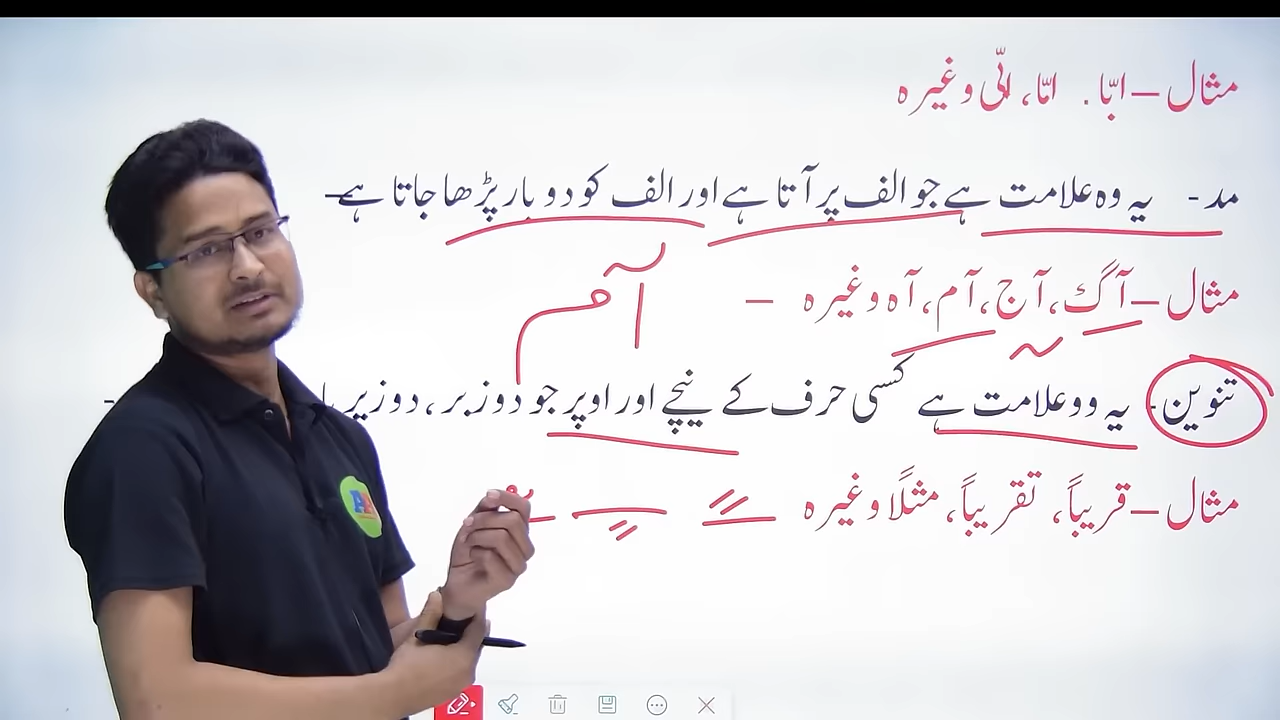 مثال – ابّا. امّا، اتّی وغیرہ
مد - یہ وہ علامت ہے جو الف پر آتا ہے اور الف کو دو بار پڑھا جاتا ہے-
مثال – آگ، آج، آم، آہ وغیرہ –
آم
تنوین - یہ وو علامت ہے کسی حرف کے نیچے اور اوپر جو دو زبر، دو زیر
مثال – قریباً، تقریباً، مثلاً وغیرہ